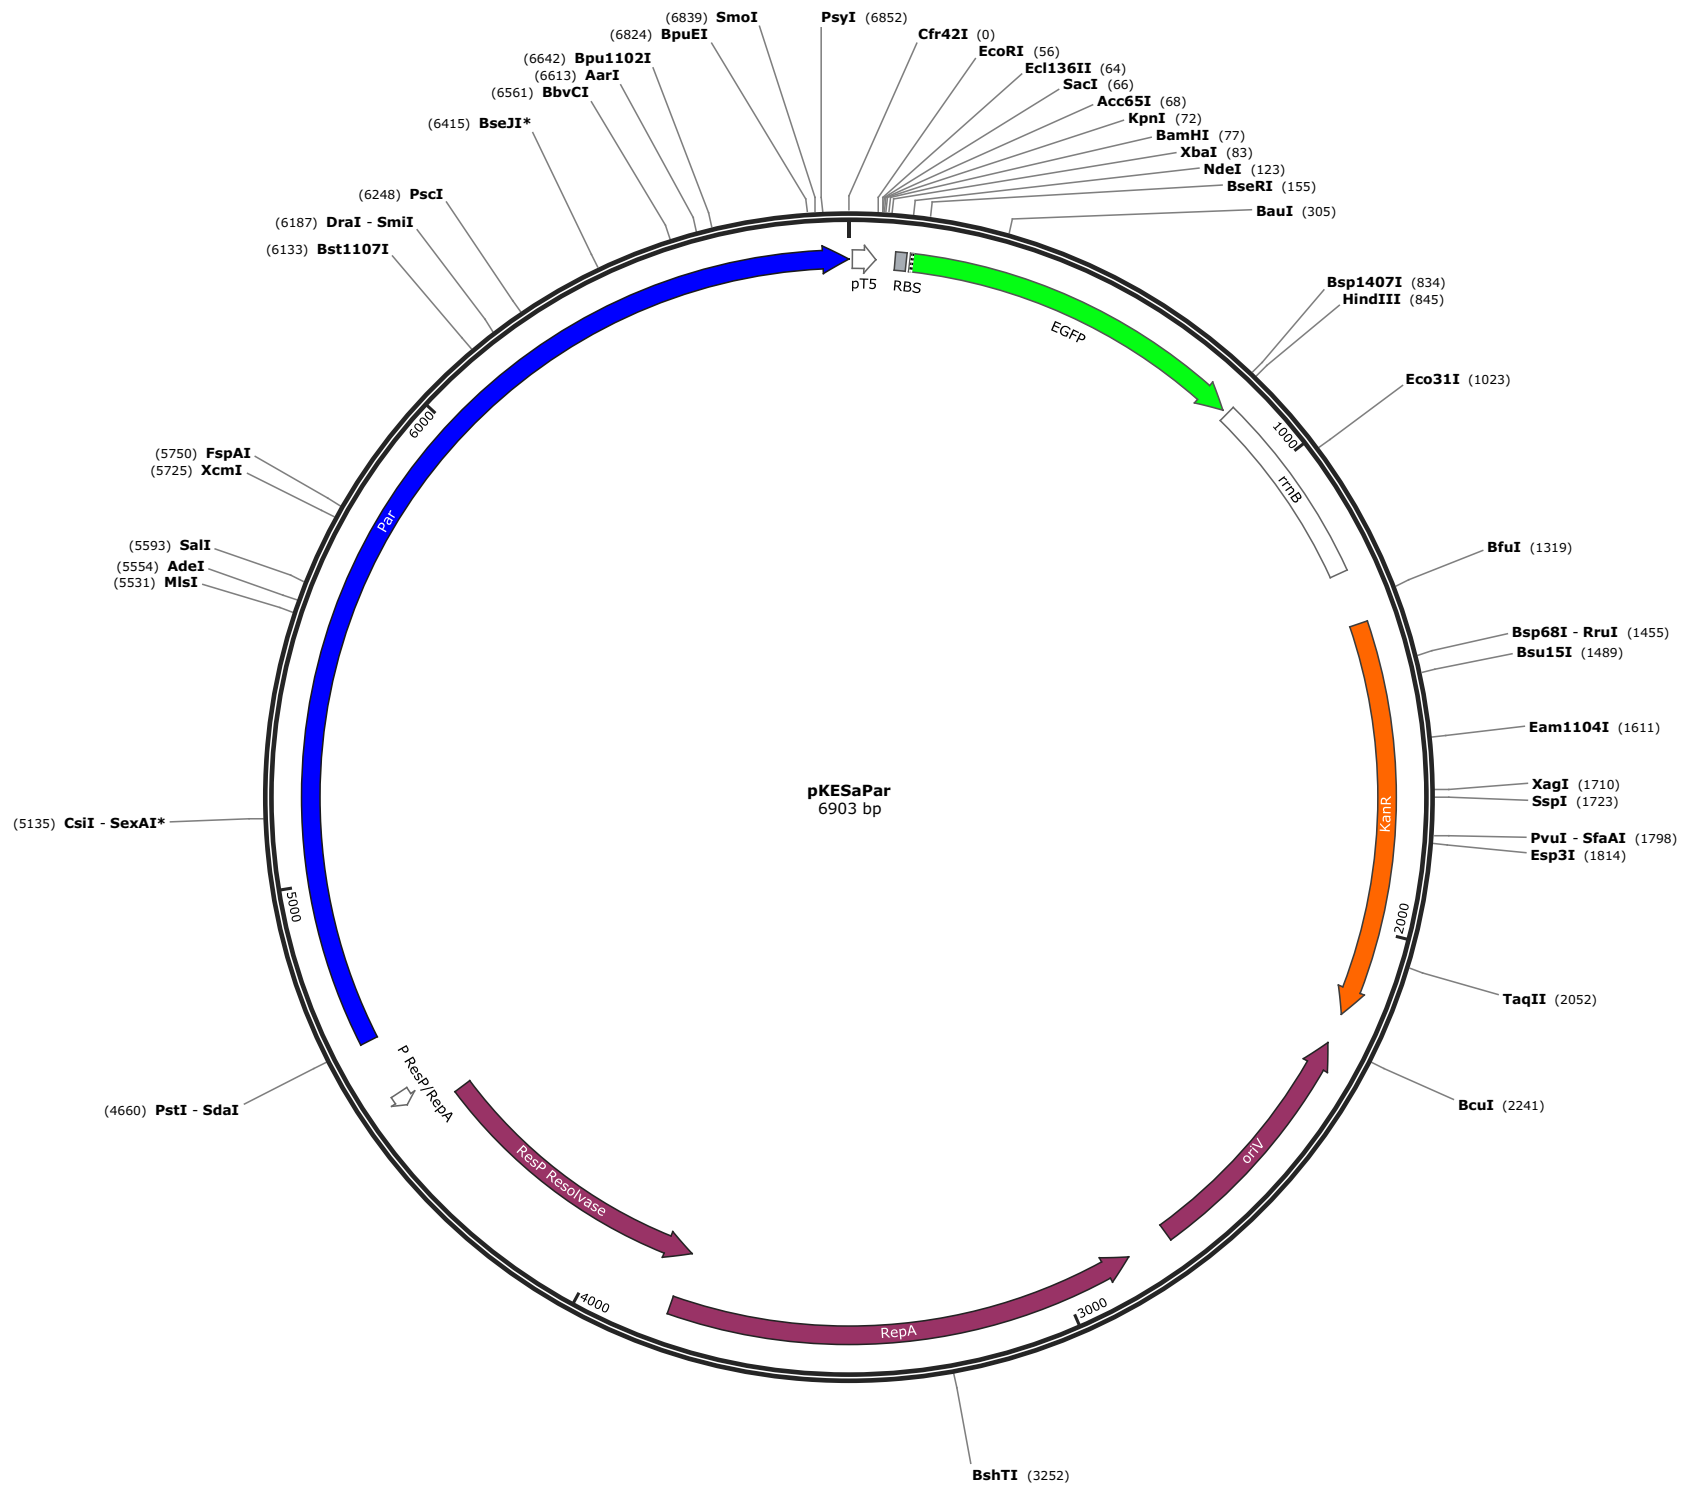 (6839) SmoI
PsyI (6852)
(6824) BpuEI
Cfr42I (0)
EcoRI (56)
(6642) Bpu1102I
Ecl136II (64)
(6613) AarI
SacI (66)
(6561) BbvCI
Acc65I (68)
KpnI (72)
(6415) BseJI*
BamHI (77)
XbaI (83)
NdeI (123)
BseRI (155)
(6248) PscI
BauI (305)
(6187) DraI - SmiI
(6133) Bst1107I
pT5
RBS
Bsp1407I (834)
HindIII (845)
EGFP
Eco31I (1023)
6000
1000
(5750) FspAI
(5725) XcmI
rrnB
Par
(5593) SalI
BfuI (1319)
(5554) AdeI
(5531) MlsI
Bsp68I - RruI (1455)
Bsu15I (1489)
Eam1104I (1611)
XagI (1710)
pKESaPar
SspI (1723)
6903 bp
KanR
(5135) CsiI - SexAI*
PvuI - SfaAI (1798)
Esp3I (1814)
5000
2000
TaqII (2052)
P ResP/RepA
(4660) PstI - SdaI
BcuI (2241)
oriV
ResP Resolvase
4000
3000
RepA
BshTI (3252)